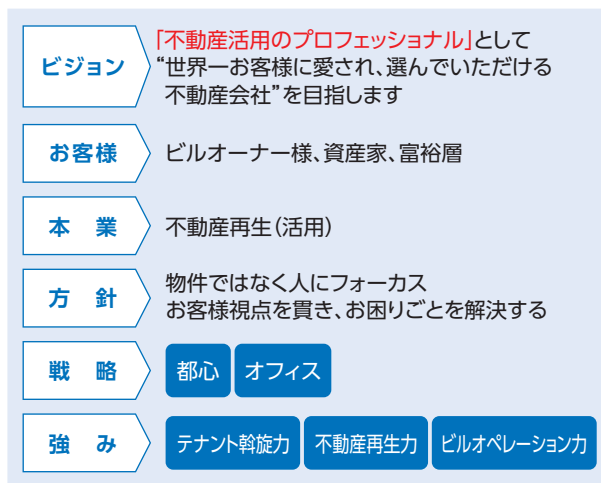 ビジョン
「不動産活用のプロフェッショナル」として
“世界一お客様に愛され、選んでいただける
不動産会社”を目指します
お客様
ビルオーナー様、資産家、富裕層
本 業
不動産再生(活用)
方 針
物件ではなく人にフォーカス
お客様視点を貫き、お困りごとを解決する
戦 略
都心 オフィス
強 み
テナント斡旋力 不動産再生力 ビルオペレーション力